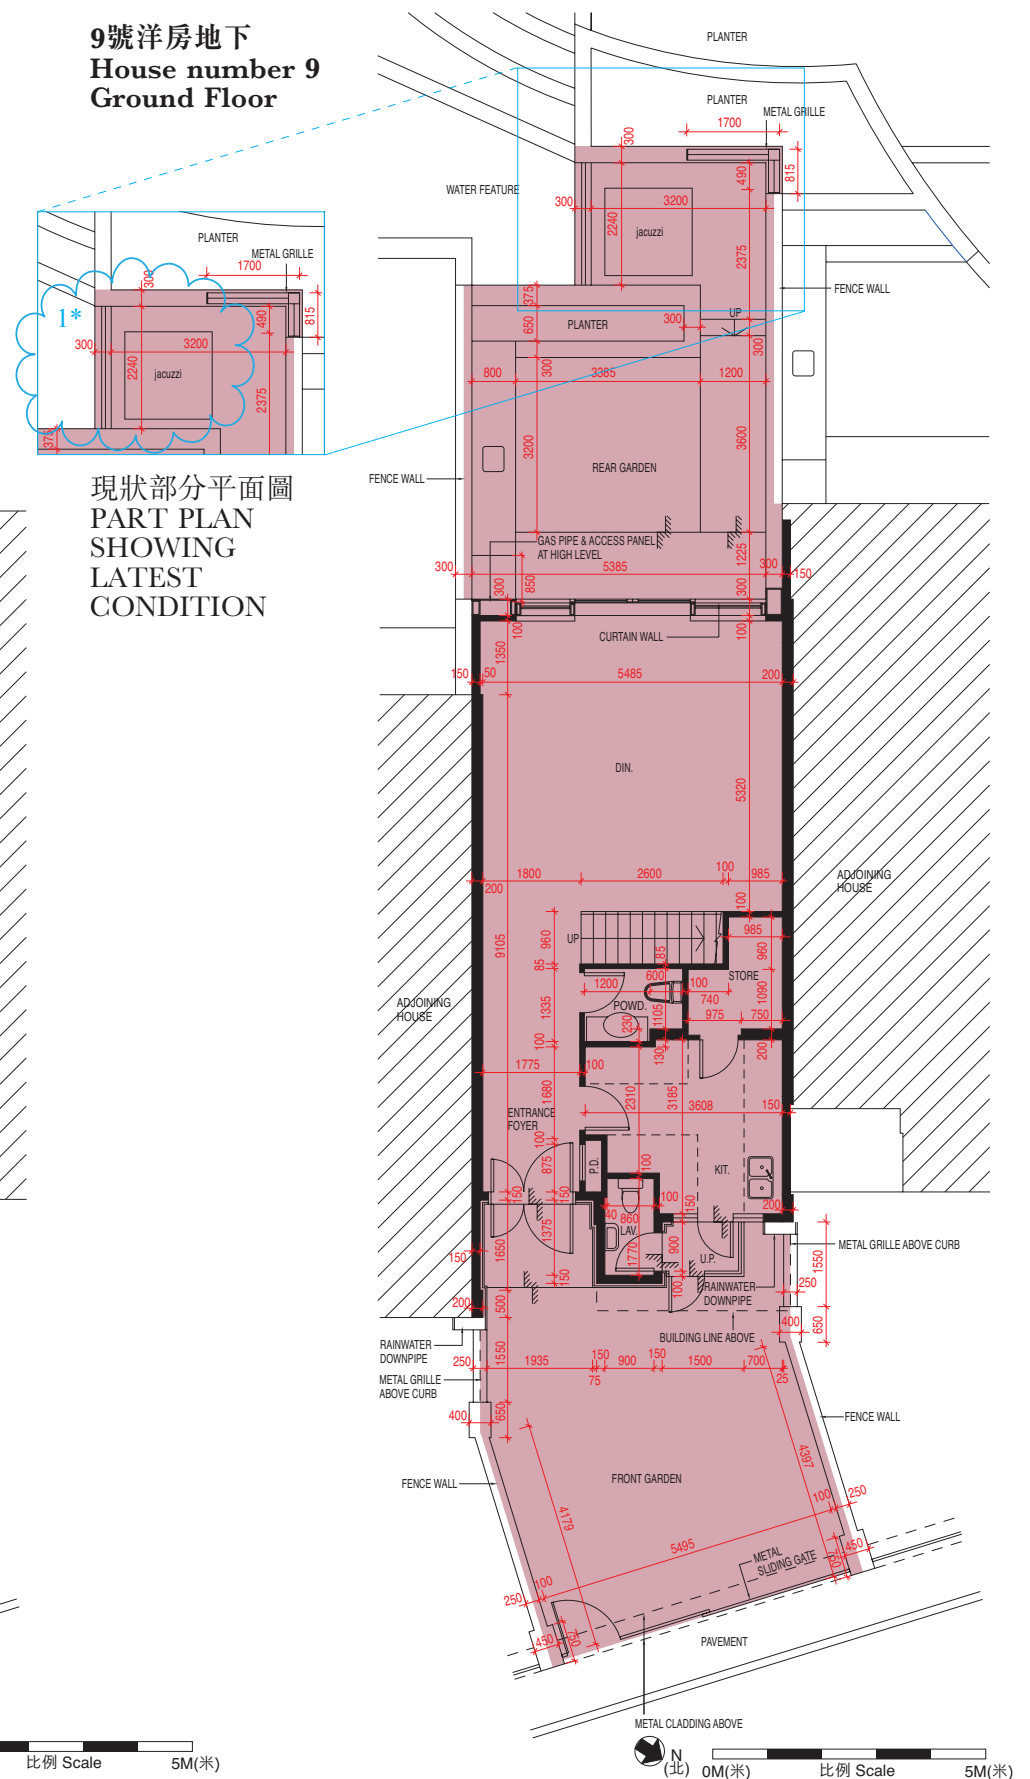 9號洋房地下
House number 9
Ground Floor
PLANTER
PLANTER
METAL GRILLE
1700
300
490
815
WATER FEATURE
300
3200
2240
jacuzzi
2375
FENCE WALL
PLANTER
METAL GRILLE
1700
300
490
815
1*
300
3200
2240
jacuzzi
2375
375
現狀部分平面圖
PART PLAN
SHOWING
LATEST
CONDITION
375
650
PLANTER
300
UP
300
300
800
3385
1200
3200
3600
REAR GARDEN
FENCE WALL
GAS PIPE & ACCESS PANEL
AT HIGH LEVEL
1225
300
5385
300
150
300
850
300
100
CURTAIN WALL
100
1350
150
50
5485
200
DIN.
5320
1800
2600
100
985
200
ADJOINING
HOUSE
100
9105
960
UP
985
960
85
85
STORE
1200
600
100
740
1090
ADJOINING
HOUSE
1335
POWD.
1105
975
750
230
100
130
200
1775
100
1680
2310
3185
3608
150
ENTRANCE
FOYER
100
875
P.D.
100
KIT.
150
150
40
860
100
150
200
LAV.
1375
1650
1770
900
U.P.
150
150
METAL GRILLE ABOVE CURB
1550
250
100
RAINWATER
DOWNPIPE
200
500
400
650
RAINWATER
DOWNPIPE
BUILDING LINE ABOVE
1550
250
1935
150
900
150
1500
700
75
25
METAL GRILLE
ABOVE CURB
400
650
FENCE WALL
4397
FENCE WALL
FRONT GARDEN
100
250
4179
5495
METAL
SLIDING GATE
750
450
100
250
450
750
PAVEMENT
METAL CLADDING ABOVE
比例 Scale
5M(米)
N
(北)
0M(米)
比例 Scale
5M(米)